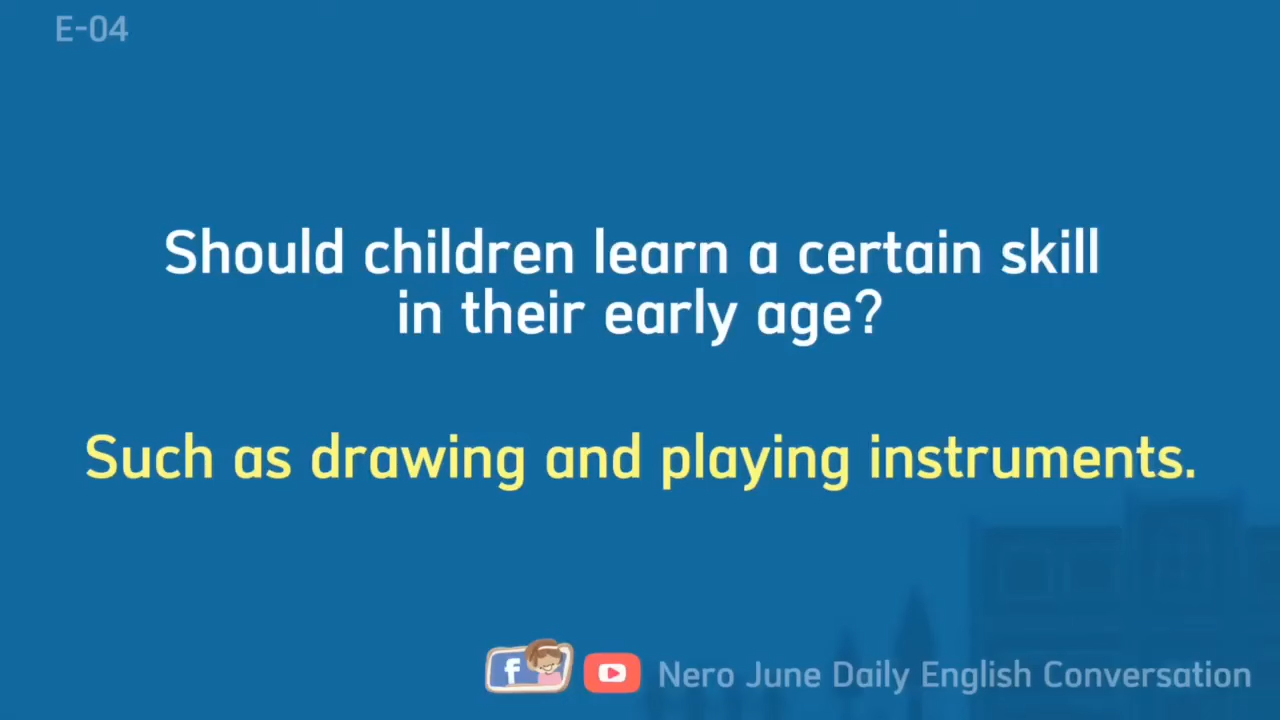 E-04
Should children learn a certain skill
in their early age?
Such as drawing and playing instruments.
f
Nero June Daily English Conversation